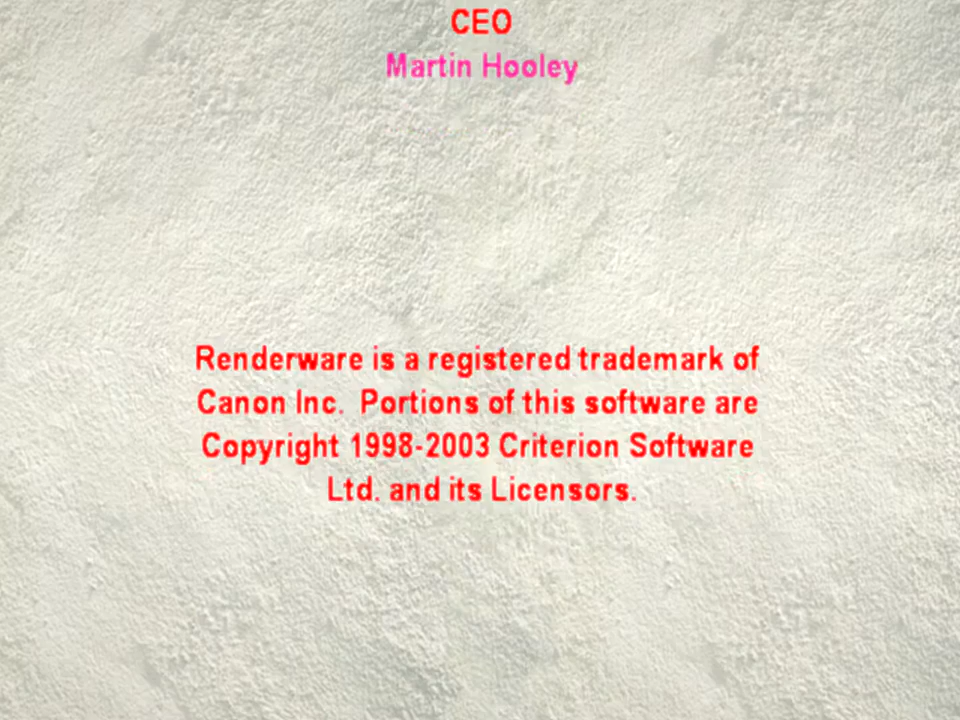 CEO
Martin Hooley
Renderware is a registered trademark of
Canon Inc.  Portions of this software are
Copyright 1998-2003 Criterion Software
Ltd. and its Licensors.